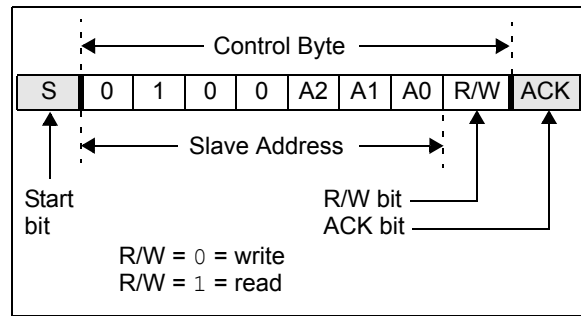 Control Byte
S 0 1 0 0 A2 A1 A0 R/W ACK
Slave Address
Start
bit
R/W bit
ACK bit
R/W = 0 = write
R/W = 1 = read